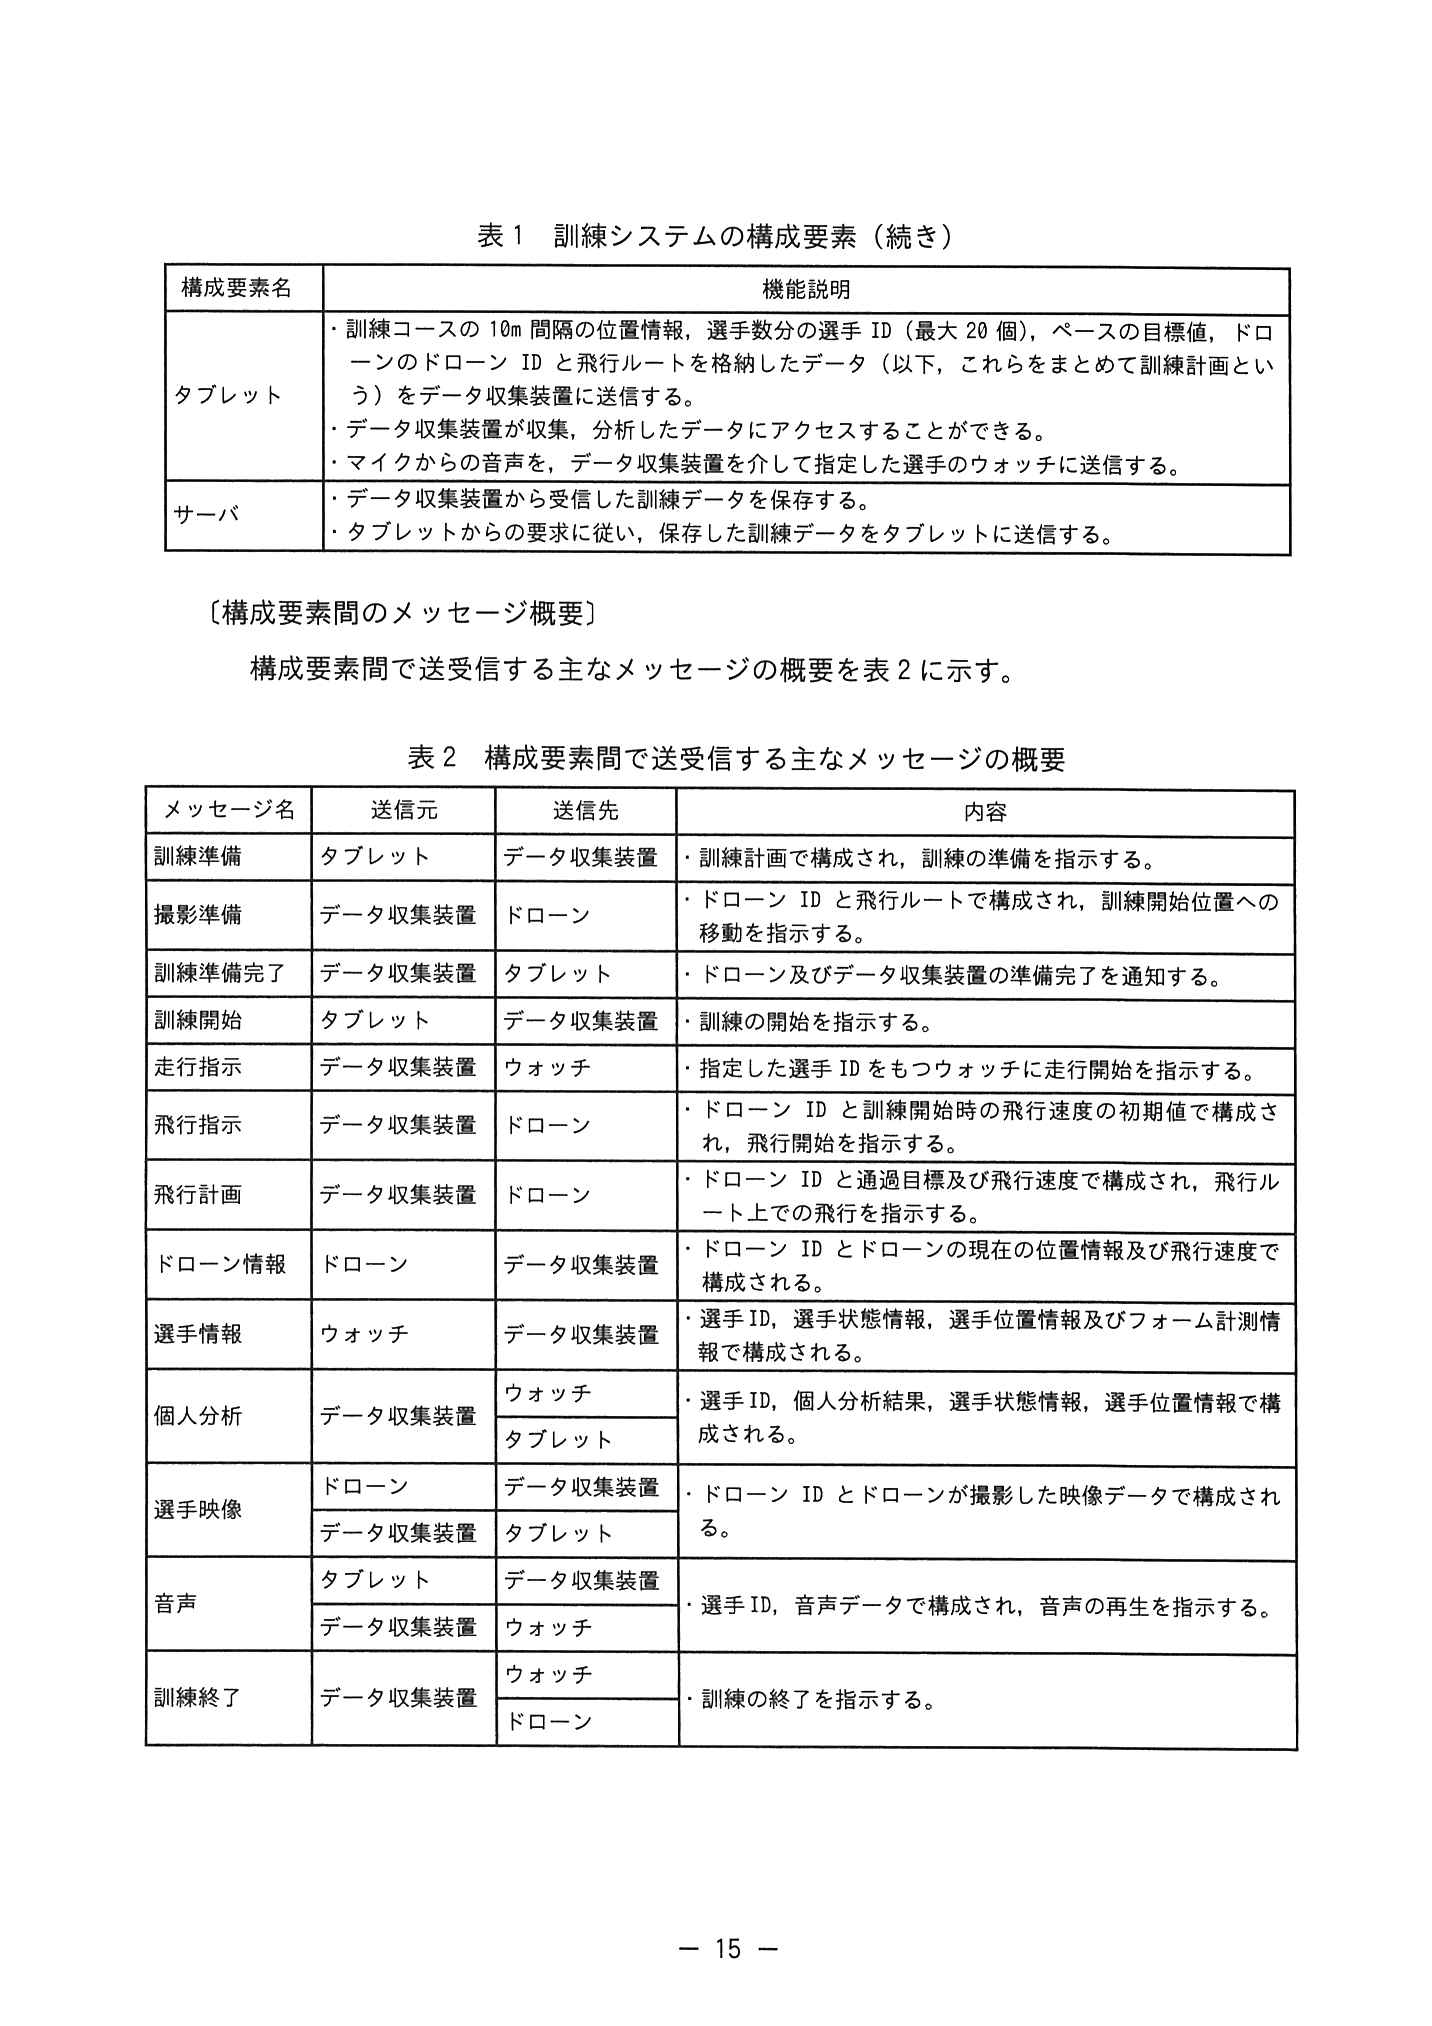 表1 訓練システムの構成要素（続き）
構成要素名 機能説明
タブレット
・訓練コースの 10m 間隔の位置情報，選手数分の選手 ID（最大 20 個），ペースの目標値，ドロ
ーンのドローン ID と飛行ルートを格納したデータ（以下，これらをまとめて訓練計画とい
う）をデータ収集装置に送信する。
・データ収集装置が収集，分析したデータにアクセスすることができる。
・マイクからの音声を，データ収集装置を介して指定した選手のウォッチに送信する。
サーバ
・データ収集装置から受信した訓練データを保存する。
・タブレットからの要求に従い，保存した訓練データをタブレットに送信する。
〔構成要素間のメッセージ概要〕
構成要素間で送受信する主なメッセージの概要を表2に示す。
表2 構成要素間で送受信する主なメッセージの概要
メッセージ名 送信元 送信先 内容
訓練準備 タブレット データ収集装置 ・訓練計画で構成され，訓練の準備を指示する。
撮影準備 データ収集装置 ドローン ・ドローン ID と飛行ルートで構成され，訓練開始位置への
移動を指示する。
訓練準備完了 データ収集装置 タブレット ・ドローン及びデータ収集装置の準備完了を通知する。
訓練開始 タブレット データ収集装置 ・訓練の開始を指示する。
走行指示 データ収集装置 ウォッチ ・指定した選手 ID をもつウォッチに走行開始を指示する。
飛行指示 データ収集装置 ドローン ・ドローン ID と訓練開始時の飛行速度の初期値で構成さ
れ，飛行開始を指示する。
飛行計画 データ収集装置 ドローン ・ドローン ID と通過目標及び飛行速度で構成され，飛行ル
ート上での飛行を指示する。
ドローン情報 ドローン データ収集装置 ・ドローン ID とドローンの現在の位置情報及び飛行速度で
構成される。
選手情報 ウォッチ データ収集装置 ・選手 ID，選手状態情報，選手位置情報及びフォーム計測情
報で構成される。
個人分析 データ収集装置 ウォッチ ・選手 ID，個人分析結果，選手状態情報，選手位置情報で構
タブレット 成される。
選手映像 ドローン データ収集装置 ・ドローン ID とドローンが撮影した映像データで構成され
データ収集装置 タブレット る。
音声 タブレット データ収集装置 ・選手 ID，音声データで構成され，音声の再生を指示する。
データ収集装置 ウォッチ
訓練終了 データ収集装置 ウォッチ ・訓練の終了を指示する。
ドローン
－ 15 －